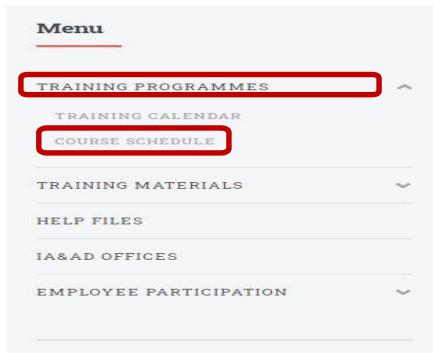 Menu
TRAINING PROGRAMMES
TRAINING CALENDAR
COURSE SCHEDULE
TRAINING MATERIALS
HELP FILES
IA&AD OFFICES
EMPLOYEE PARTICIPATION